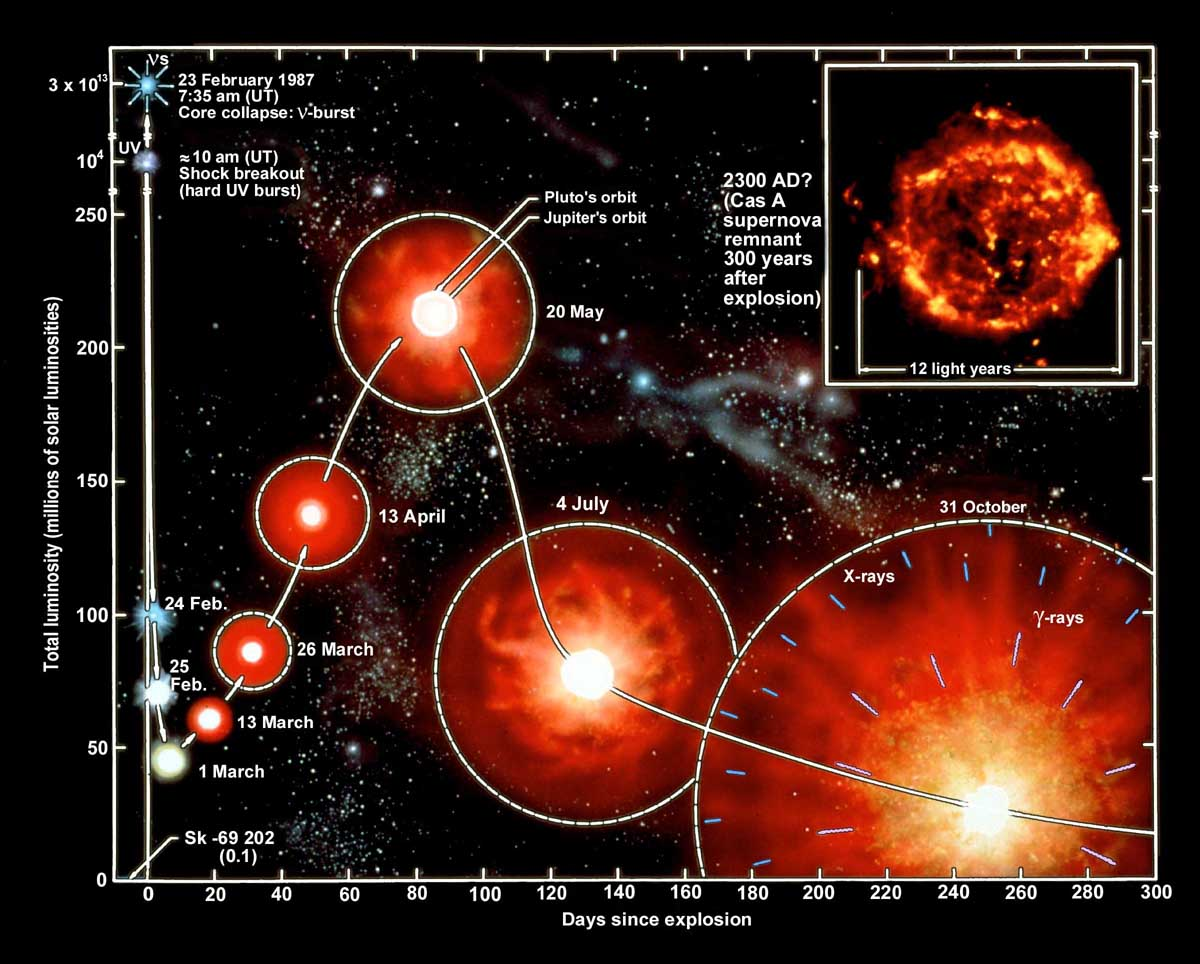 νs
3 x 10¹³
23 February 1987
7:35 am (UT)
Core collapse: ν-burst
UV
10⁴
≈ 10 am (UT)
Shock breakout
(hard UV burst)
250
200
150
100
50
0
Total luminosity (millions of solar luminosities)
Pluto's orbit
Jupiter's orbit
20 May
13 April
26 March
13 March
1 March
24 Feb.
25
Feb.
Sk -69 202
(0.1)
4 July
31 October
X-rays
γ-rays
2300 AD?
(Cas A
supernova
remnant
300 years
after
explosion)
12 light years
0 20 40 60 80 100 120 140 160 180 200 220 240 260 280 300
Days since explosion